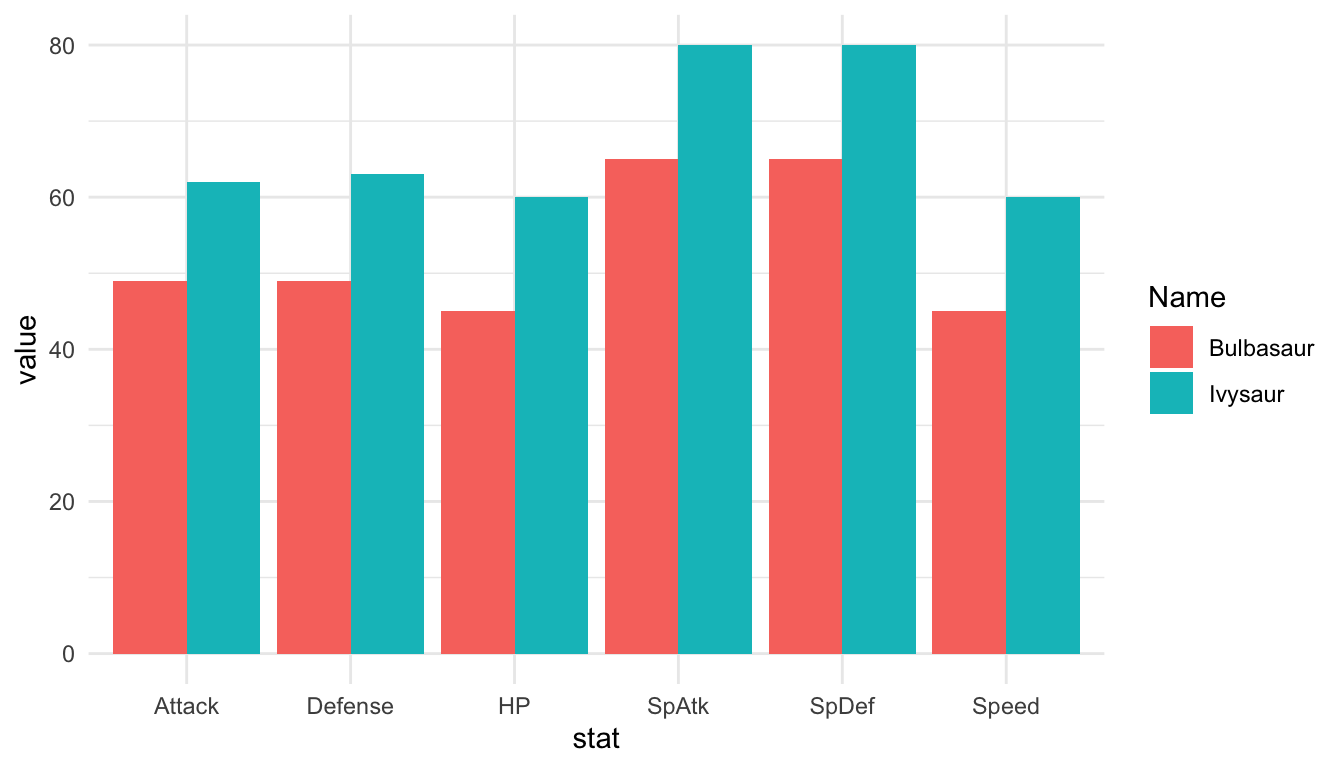 80
60
40
20
0
value
Attack Defense HP SpAtk SpDef Speed
stat
Name
Bulbasaur
Ivysaur